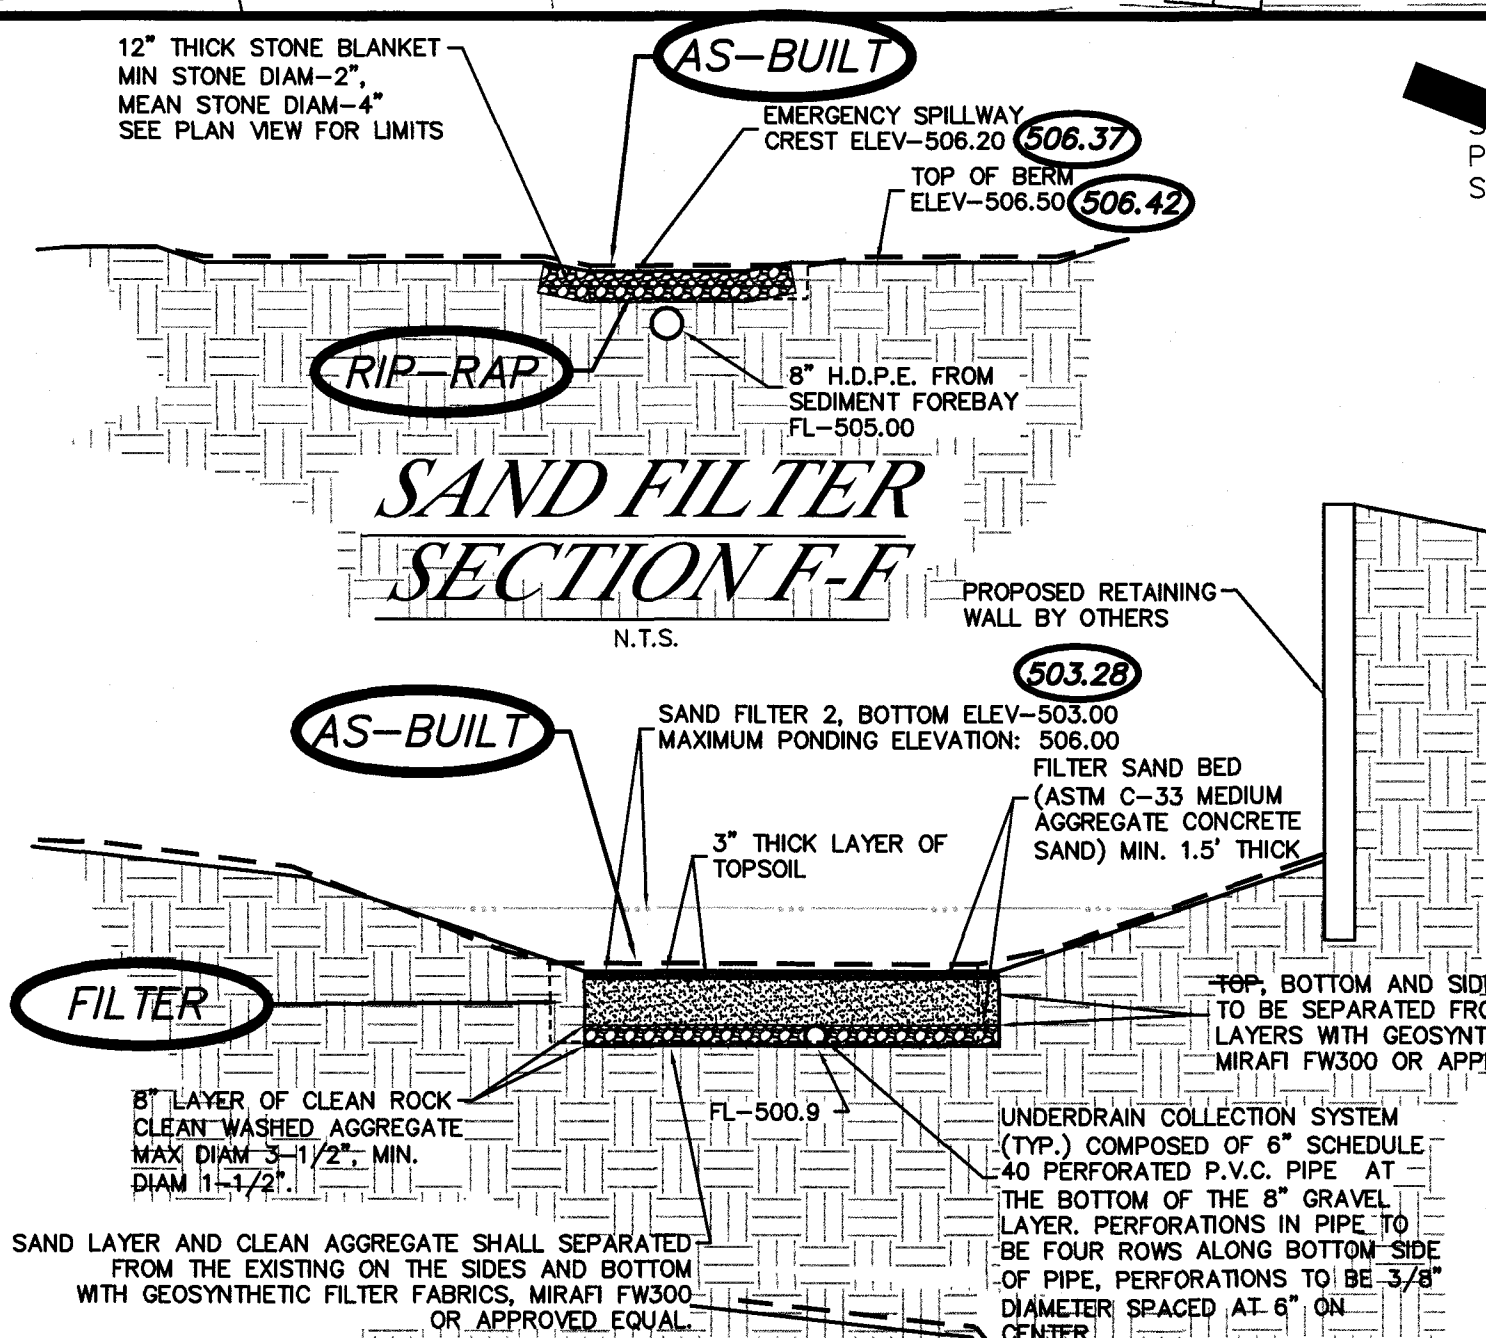 12" THICK STONE BLANKET
MIN STONE DIAM-2",
MEAN STONE DIAM-4"
SEE PLAN VIEW FOR LIMITS
AS-BUILT
EMERGENCY SPILLWAY
CREST ELEV-506.20 506.37
TOP OF BERM
ELEV-506.50 506.42
P
S
RIP-RAP
8" H.D.P.E. FROM
SEDIMENT FOREBAY
FL-505.00
SAND FILTER
SECTION F-F
N.T.S.
PROPOSED RETAINING
WALL BY OTHERS
503.28
AS-BUILT
SAND FILTER 2, BOTTOM ELEV-503.00
MAXIMUM PONDING ELEVATION: 506.00
FILTER SAND BED
(ASTM C-33 MEDIUM
AGGREGATE CONCRETE
SAND) MIN. 1.5' THICK
3" THICK LAYER OF
TOPSOIL
FILTER
TOP, BOTTOM AND SID
TO BE SEPARATED FRO
LAYERS WITH GEOSYNT
MIRAFI FW300 OR APP
8" LAYER OF CLEAN ROCK
CLEAN WASHED AGGREGATE
MAX DIAM 3-1/2", MIN.
DIAM 1-1/2".
FL-500.9
UNDERDRAIN COLLECTION SYSTEM
(TYP.) COMPOSED OF 6" SCHEDULE
40 PERFORATED P.V.C. PIPE AT
THE BOTTOM OF THE 8" GRAVEL
LAYER. PERFORATIONS IN PIPE TO
BE FOUR ROWS ALONG BOTTOM SIDE
OF PIPE, PERFORATIONS TO BE 3/8"
DIAMETER SPACED AT 6" ON
CENTER
SAND LAYER AND CLEAN AGGREGATE SHALL SEPARATED
FROM THE EXISTING ON THE SIDES AND BOTTOM
WITH GEOSYNTHETIC FILTER FABRICS, MIRAFI FW300
OR APPROVED EQUAL.